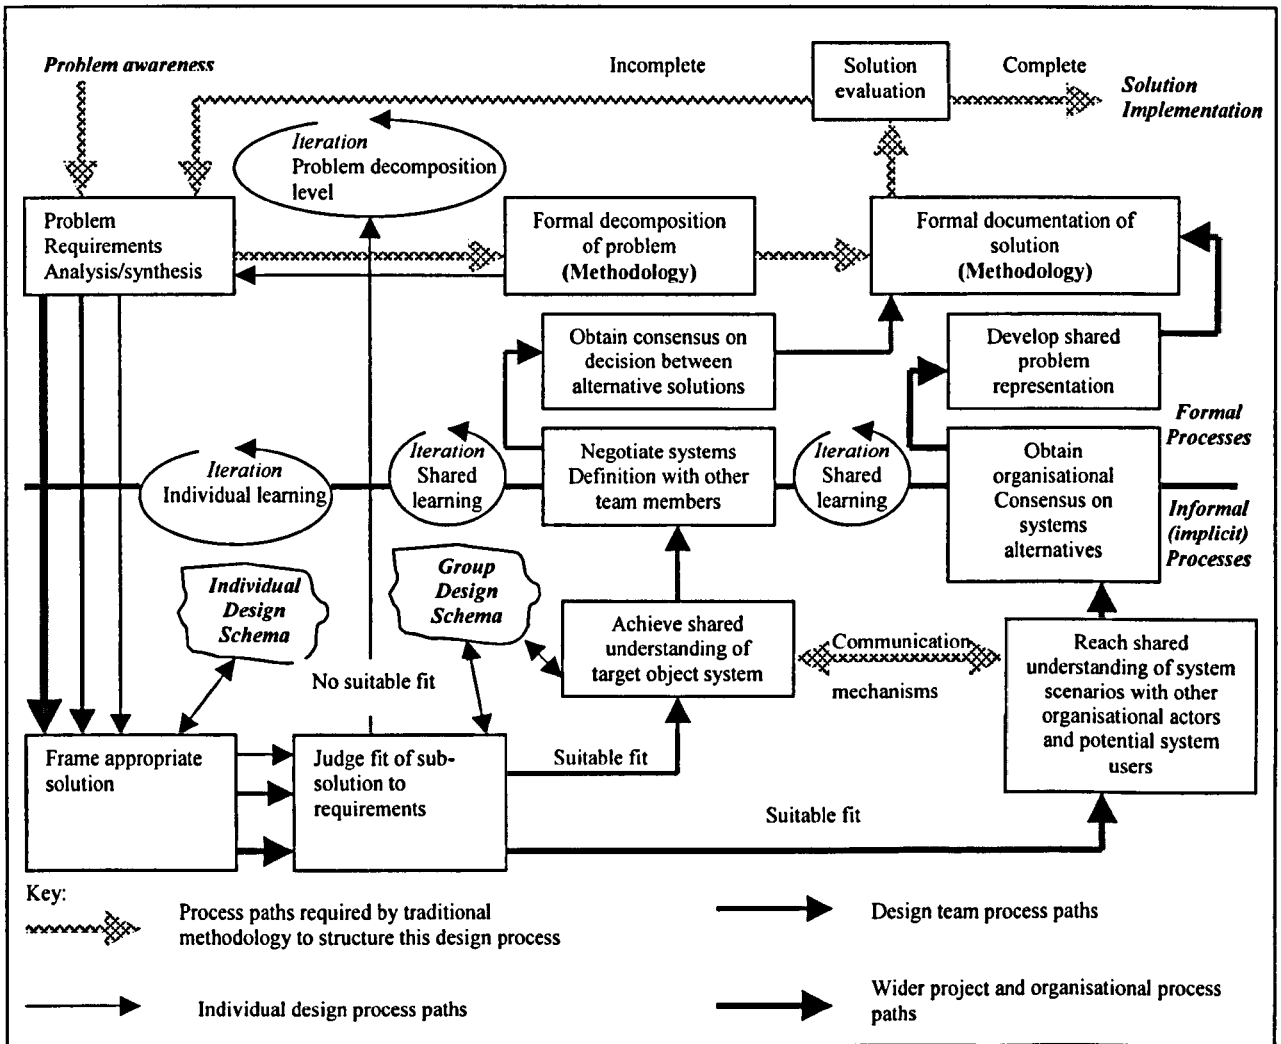 Problem awareness
Incomplete
Solution
evaluation
Complete
Solution
Implementation
Iteration
Problem decomposition
level
Problem
Requirements
Analysis/synthesis
Formal decomposition
of problem
(Methodology)
Formal documentation of
solution
(Methodology)
Obtain consensus on
decision between
alternative solutions
Develop shared
problem
representation
Formal
Processes
Iteration
Individual learning
Iteration
Shared
learning
Negotiate systems
Definition with other
team members
Iteration
Shared
learning
Obtain
organisational
Consensus on
systems
alternatives
Informal
(implicit)
Processes
Individual
Design
Schema
Group
Design
Schema
Achieve shared
understanding of
target object system
Communication
mechanisms
Reach shared
understanding of system
scenarios with other
organisational actors
and potential system
users
No suitable fit
Frame appropriate
solution
Judge fit of sub-
solution to
requirements
Suitable fit
Suitable fit
Key:
Process paths required by traditional
methodology to structure this design process
Design team process paths
Individual design process paths
Wider project and organisational process
paths